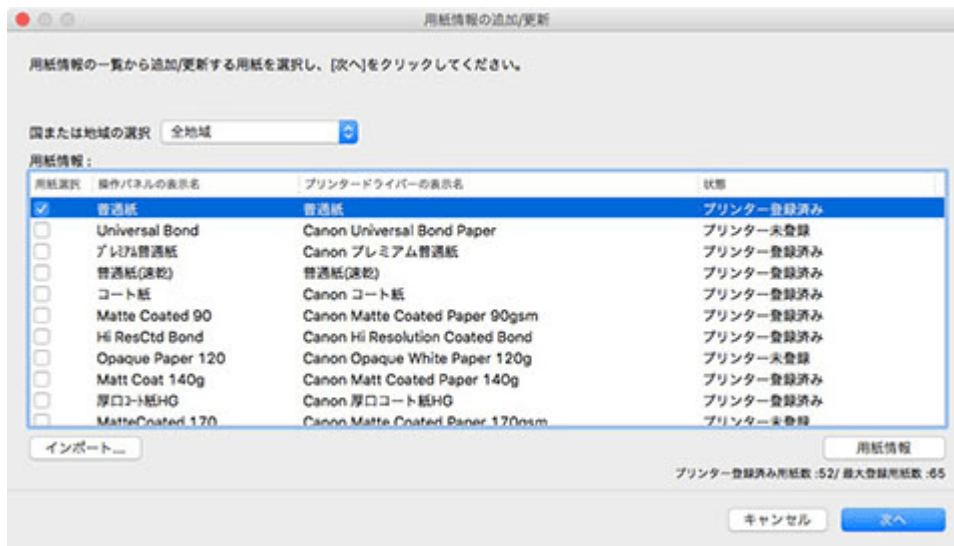 用紙情報の追加/更新
用紙情報の一覧から追加/更新する用紙を選択し、[次へ]をクリックしてください。
国または地域の選択 全地域
用紙情報：
用紙選択 操作パネルの表示名 プリンタードライバーの表示名 状態
普通紙 普通紙 プリンター登録済み
Universal Bond Canon Universal Bond Paper プリンター未登録
ﾌﾟﾚﾐｱﾑ普通紙 Canon プレミアム普通紙 プリンター登録済み
普通紙(速乾) 普通紙(速乾) プリンター登録済み
コート紙 Canon コート紙 プリンター登録済み
Matte Coated 90 Canon Matte Coated Paper 90gsm プリンター登録済み
Hi ResCtd Bond Canon Hi Resolution Coated Bond プリンター登録済み
Opaque Paper 120 Canon Opaque White Paper 120g プリンター未登録
Matt Coat 140g Canon Matt Coated Paper 140g プリンター登録済み
厚口ｺｰﾄ紙HG Canon 厚口コート紙HG プリンター登録済み
MatteCoated 170 Canon Matte Coated Paper 170gsm プリンター未登録
インポート... 用紙情報
プリンター登録済み用紙数 :52/ 最大登録用紙数 :65
キャンセル 次へ